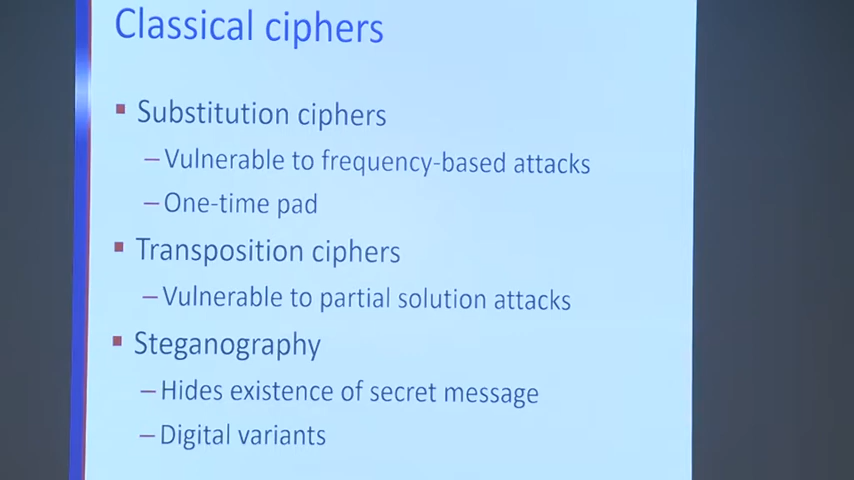 Classical ciphers
▪ Substitution ciphers
–Vulnerable to frequency-based attacks
–One-time pad
▪ Transposition ciphers
–Vulnerable to partial solution attacks
▪ Steganography
–Hides existence of secret message
–Digital variants